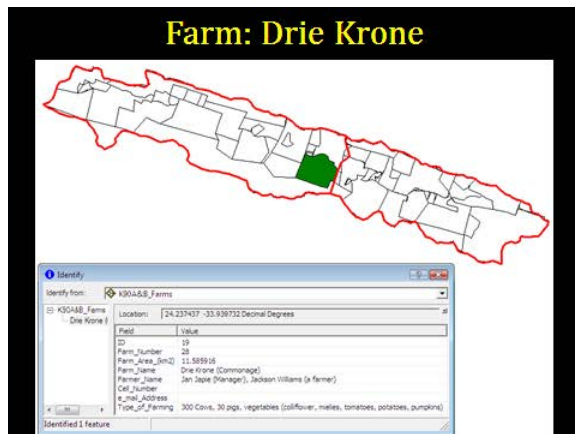 Farm: Drie Krone
Identify
Identify from: K90A&B_Farms
K90A&B_Farms
Drie Krone (
Location: 24.237437 -33.939732 Decimal Degrees
Field Value
ID 19
Farm_Number 28
Farm_Area_(km2) 11.585916
Farm_Name Drie Krone (Commonage)
Farmer_Name Jan Japie (Manager), Jackson Williams (a farmer)
Cell_Number
e_mail_Address
Type_of_Farming 300 Cows, 30 pigs, vegetables (colliflower, mielies, tomatoes, potatoes, pumpkins)
Identified 1 feature